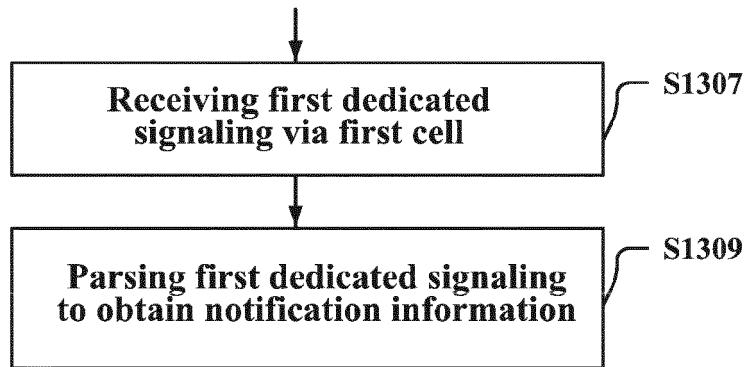 Receiving first dedicated
signaling via first cell
S1307
Parsing first dedicated signaling
to obtain notification information
S1309